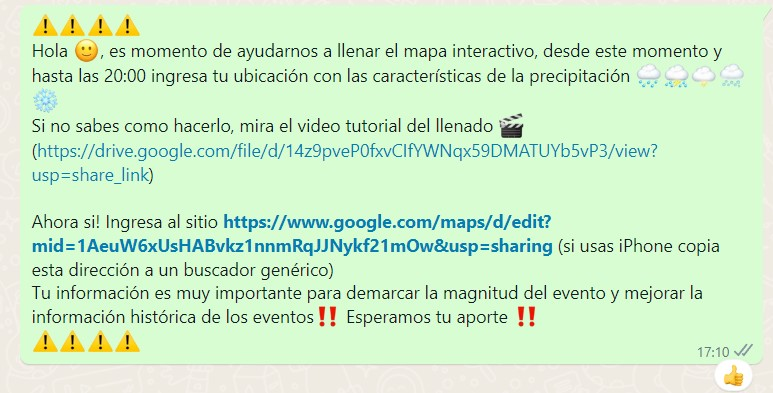 ⚠️⚠️⚠️⚠️
Hola 🙂, es momento de ayudarnos a llenar el mapa interactivo, desde este momento y
hasta las 20:00 ingresa tu ubicación con las características de la precipitación 🌧️⛈️🌩️🌨️
❄️
Si no sabes como hacerlo, mira el video tutorial del llenado 🎬
(https://drive.google.com/file/d/14z9pveP0fxvCIfYWNqx59DMATUYb5vP3/view?
usp=share_link)
Ahora si! Ingresa al sitio https://www.google.com/maps/d/edit?
mid=1AeuW6xUsHABvkz1nnmRqJJNykf21mOw&usp=sharing (si usas iPhone copia
esta dirección a un buscador genérico)
Tu información es muy importante para demarcar la magnitud del evento y mejorar la
información histórica de los eventos‼️ Esperamos tu aporte ‼️
⚠️⚠️⚠️⚠️
17:10